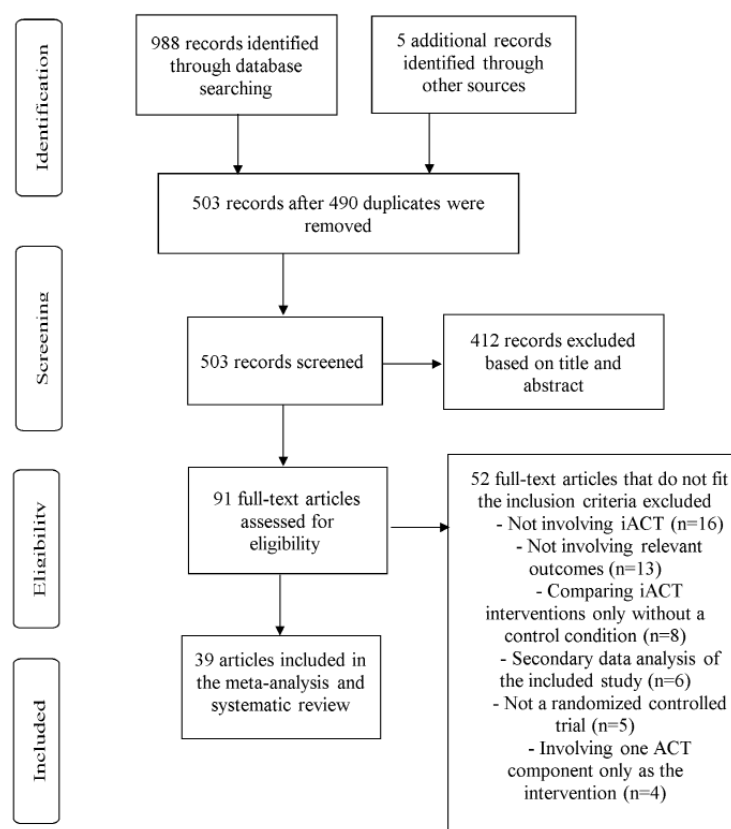 Identification
988 records identified
through database
searching
5 additional records
identified through
other sources
503 records after 490 duplicates were
removed
Screening
503 records screened
412 records excluded
based on title and
abstract
Eligibility
91 full-text articles
assessed for
eligibility
52 full-text articles that do not fit
the inclusion criteria excluded
- Not involving iACT (n=16)
- Not involving relevant
outcomes (n=13)
- Comparing iACT
interventions only without a
control condition (n=8)
- Secondary data analysis of
the included study (n=6)
- Not a randomized controlled
trial (n=5)
- Involving one ACT
component only as the
intervention (n=4)
Included
39 articles included in
the meta-analysis and
systematic review